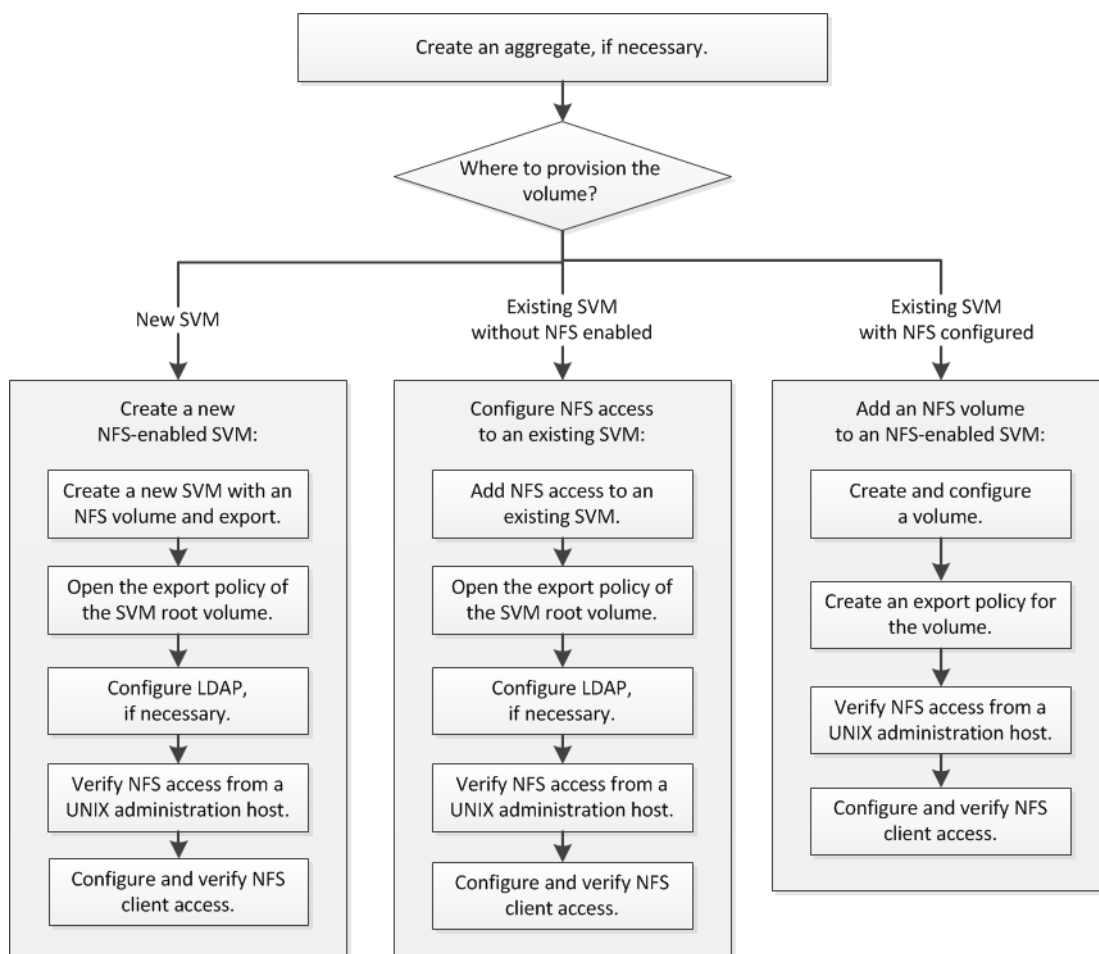 Create an aggregate, if necessary.
Where to provision the
volume?
New SVM
Existing SVM
without NFS enabled
Existing SVM
with NFS configured
Create a new
NFS-enabled SVM:
Create a new SVM with an
NFS volume and export.
Open the export policy of
the SVM root volume.
Configure LDAP,
if necessary.
Verify NFS access from a
UNIX administration host.
Configure and verify NFS
client access.
Configure NFS access
to an existing SVM:
Add NFS access to an
existing SVM.
Open the export policy of
the SVM root volume.
Configure LDAP,
if necessary.
Verify NFS access from a
UNIX administration host.
Configure and verify NFS
client access.
Add an NFS volume
to an NFS-enabled SVM:
Create and configure
a volume.
Create an export policy for
the volume.
Verify NFS access from a
UNIX administration host.
Configure and verify NFS
client access.